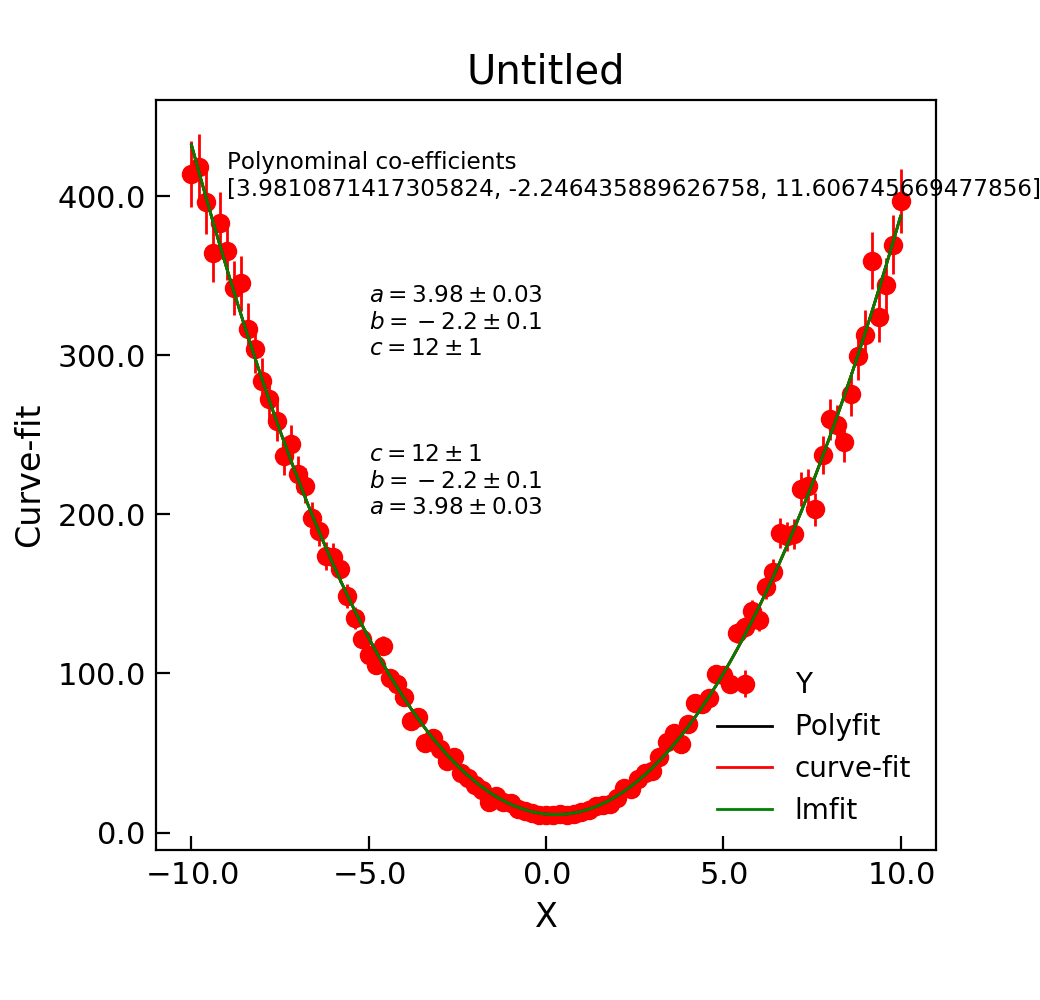 Untitled
Polynominal co-efficients
[3.9810871417305824, -2.246435889626758, 11.606745669477856]
400.0
a = 3.98 ± 0.03
b = − 2.2 ± 0.1
c = 12 ± 1
300.0
c = 12 ± 1
b = − 2.2 ± 0.1
a = 3.98 ± 0.03
200.0
100.0
0.0
Curve-fit
Y
Polyfit
curve-fit
lmfit
−10.0 −5.0 0.0 5.0 10.0
X